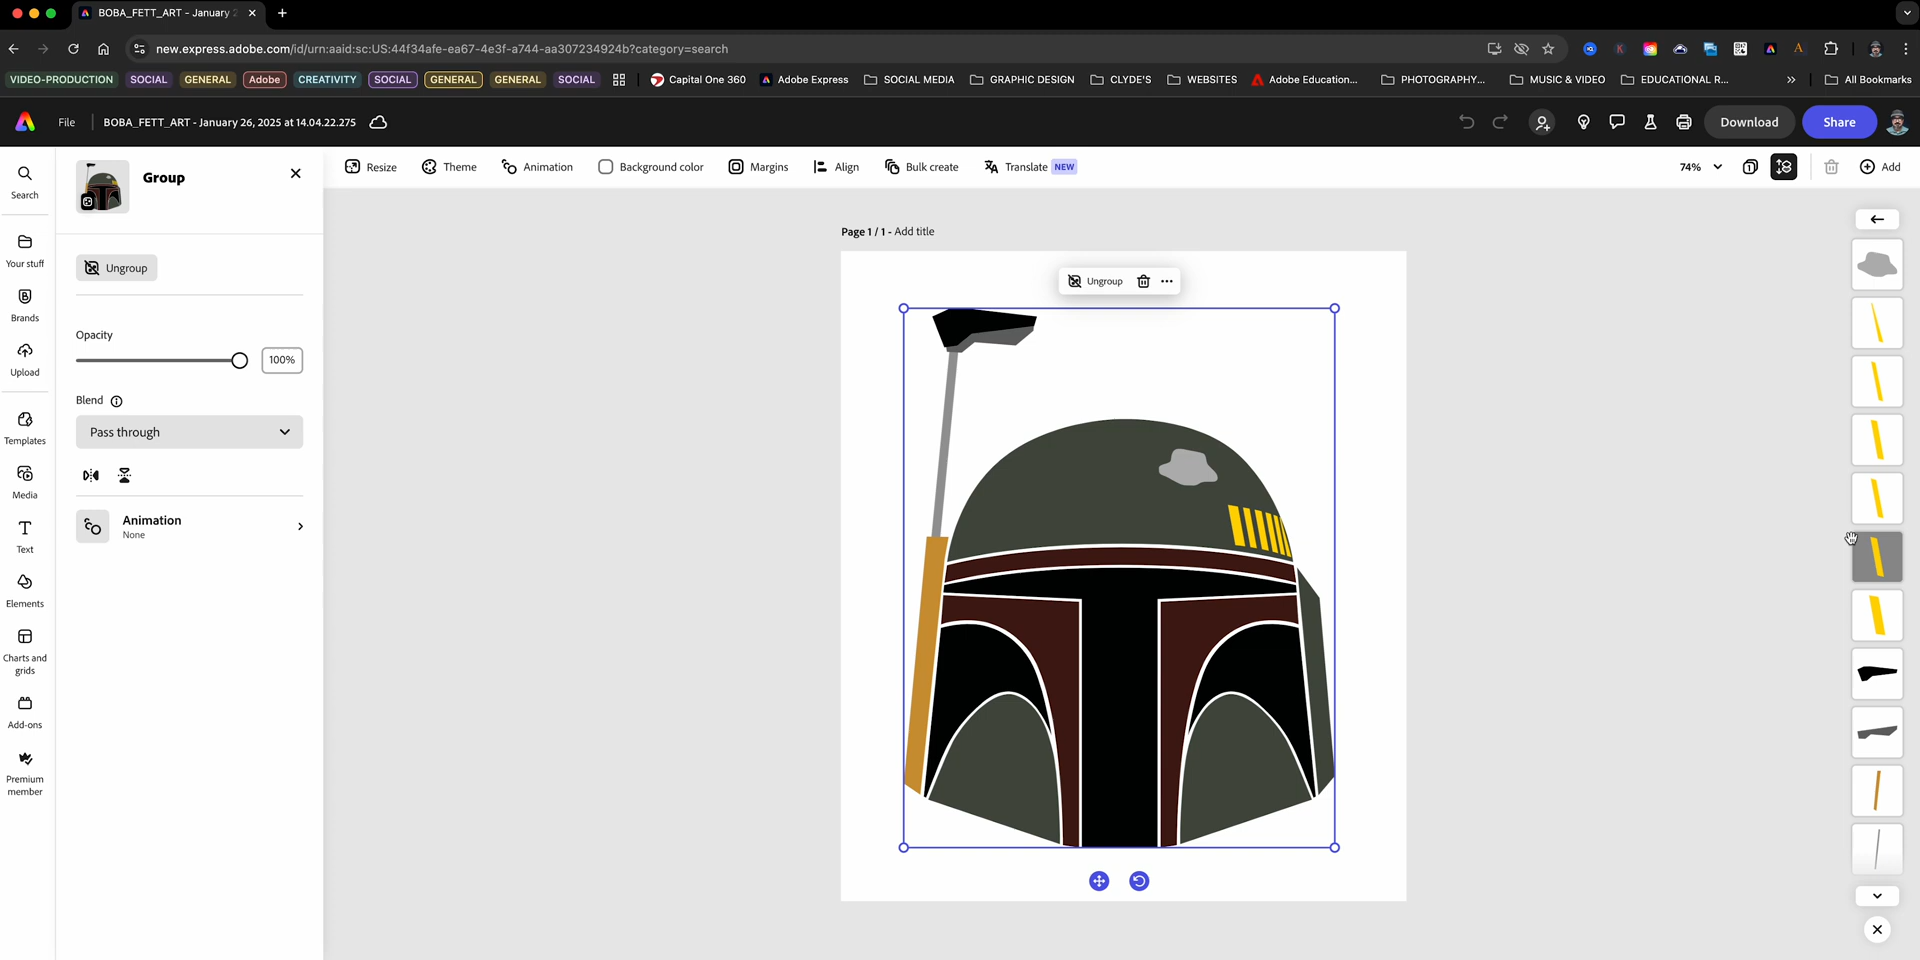 BOBA_FETT_ART - January 2
new.express.adobe.com/id/urn:aaid:sc:US:44f34afe-ea67-4e3f-a744-aa307234924b?category=search
VIDEO-PRODUCTION SOCIAL GENERAL Adobe CREATIVITY SOCIAL GENERAL GENERAL SOCIAL Capital One 360 Adobe Express SOCIAL MEDIA GRAPHIC DESIGN CLYDE'S WEBSITES Adobe Education... PHOTOGRAPHY... MUSIC & VIDEO EDUCATIONAL R... All Bookmarks
File BOBA_FETT_ART - January 26, 2025 at 14.04.22.275 Download Share
Search
Your stuff
Brands
Upload
Templates
Media
Text
Elements
Charts and
grids
Add-ons
Premium
member
Group
Ungroup
Opacity
100%
Blend
Pass through
Animation
None
Resize Theme Animation Background color Margins Align Bulk create Translate NEW 74% Add
Page 1 / 1 - Add title
Ungroup